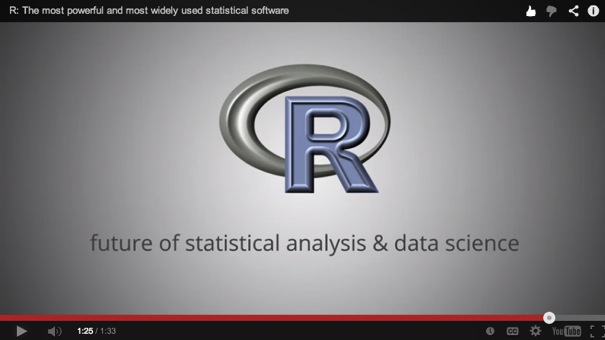 R: The most powerful and most widely used statistical software
R
future of statistical analysis & data science
1:25 / 1:33
CC
YouTube